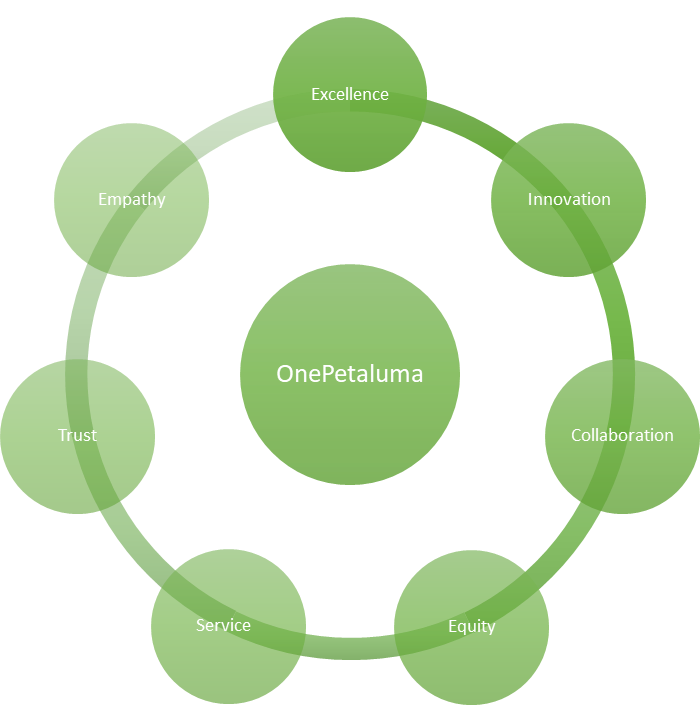 Excellence
Innovation
Collaboration
Equity
Service
Trust
Empathy
OnePetaluma